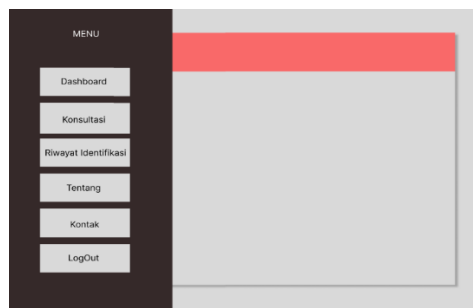 MENU
Dashboard
Konsultasi
Riwayat Identifikasi
Tentang
Kontak
LogOut